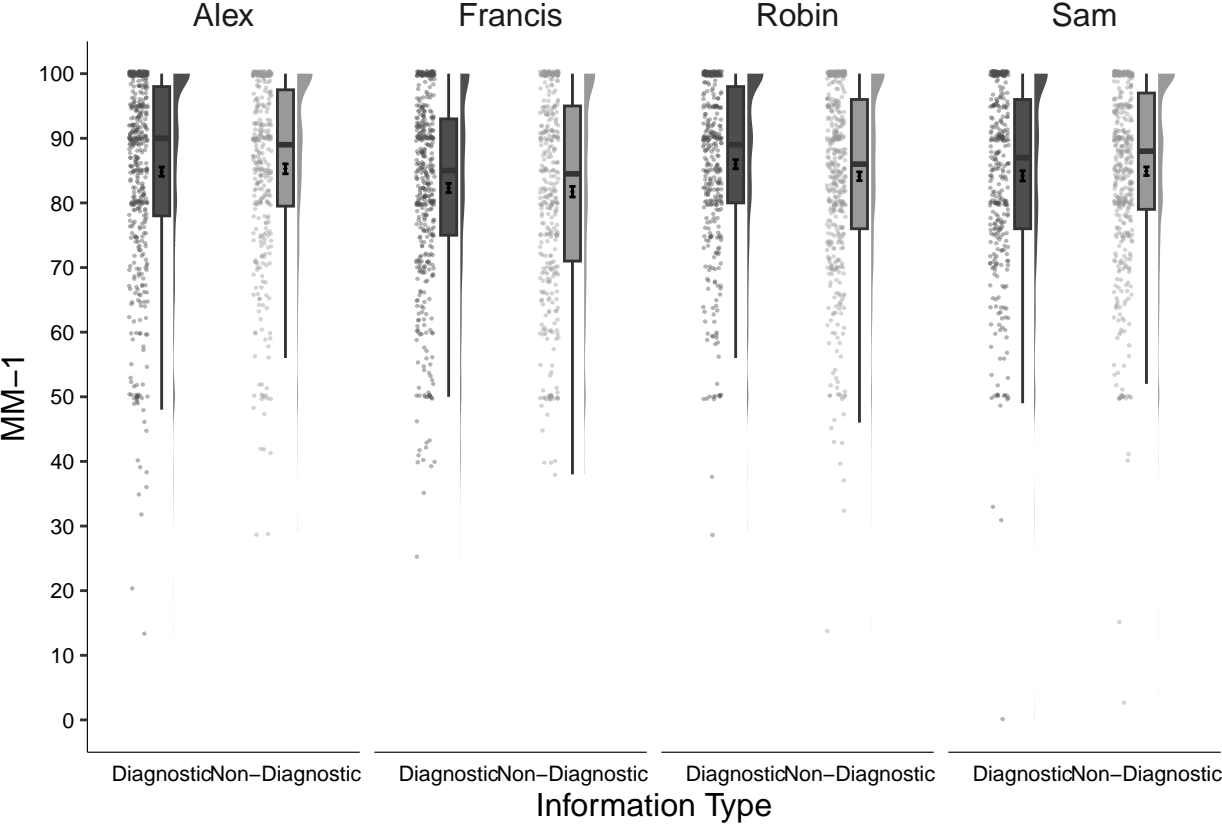 Alex Francis Robin Sam
100
90
80
70
60
50
40
30
20
10
0
MM−1
Diagnostic Non−Diagnostic Diagnostic Non−Diagnostic Diagnostic Non−Diagnostic Diagnostic Non−Diagnostic
Information Type